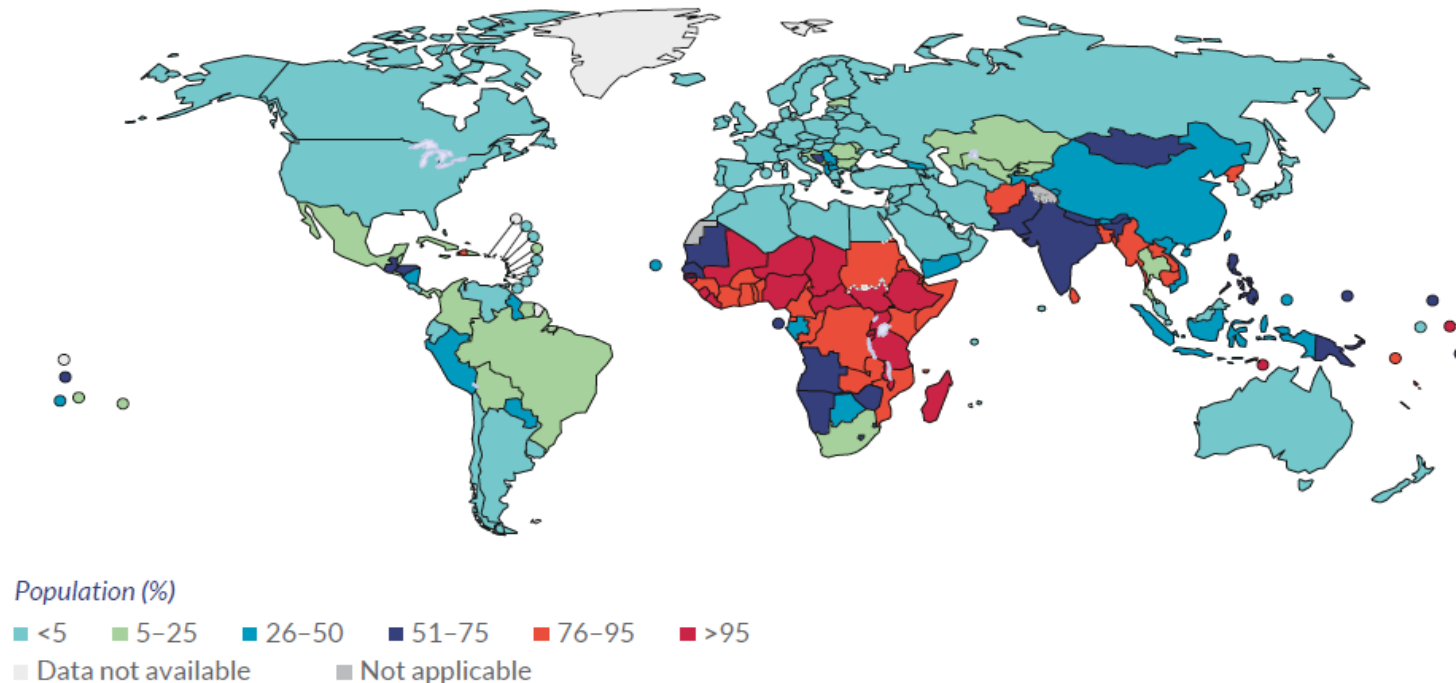 Population (%)
<5 5–25 26–50 51–75 76–95 >95
Data not available Not applicable